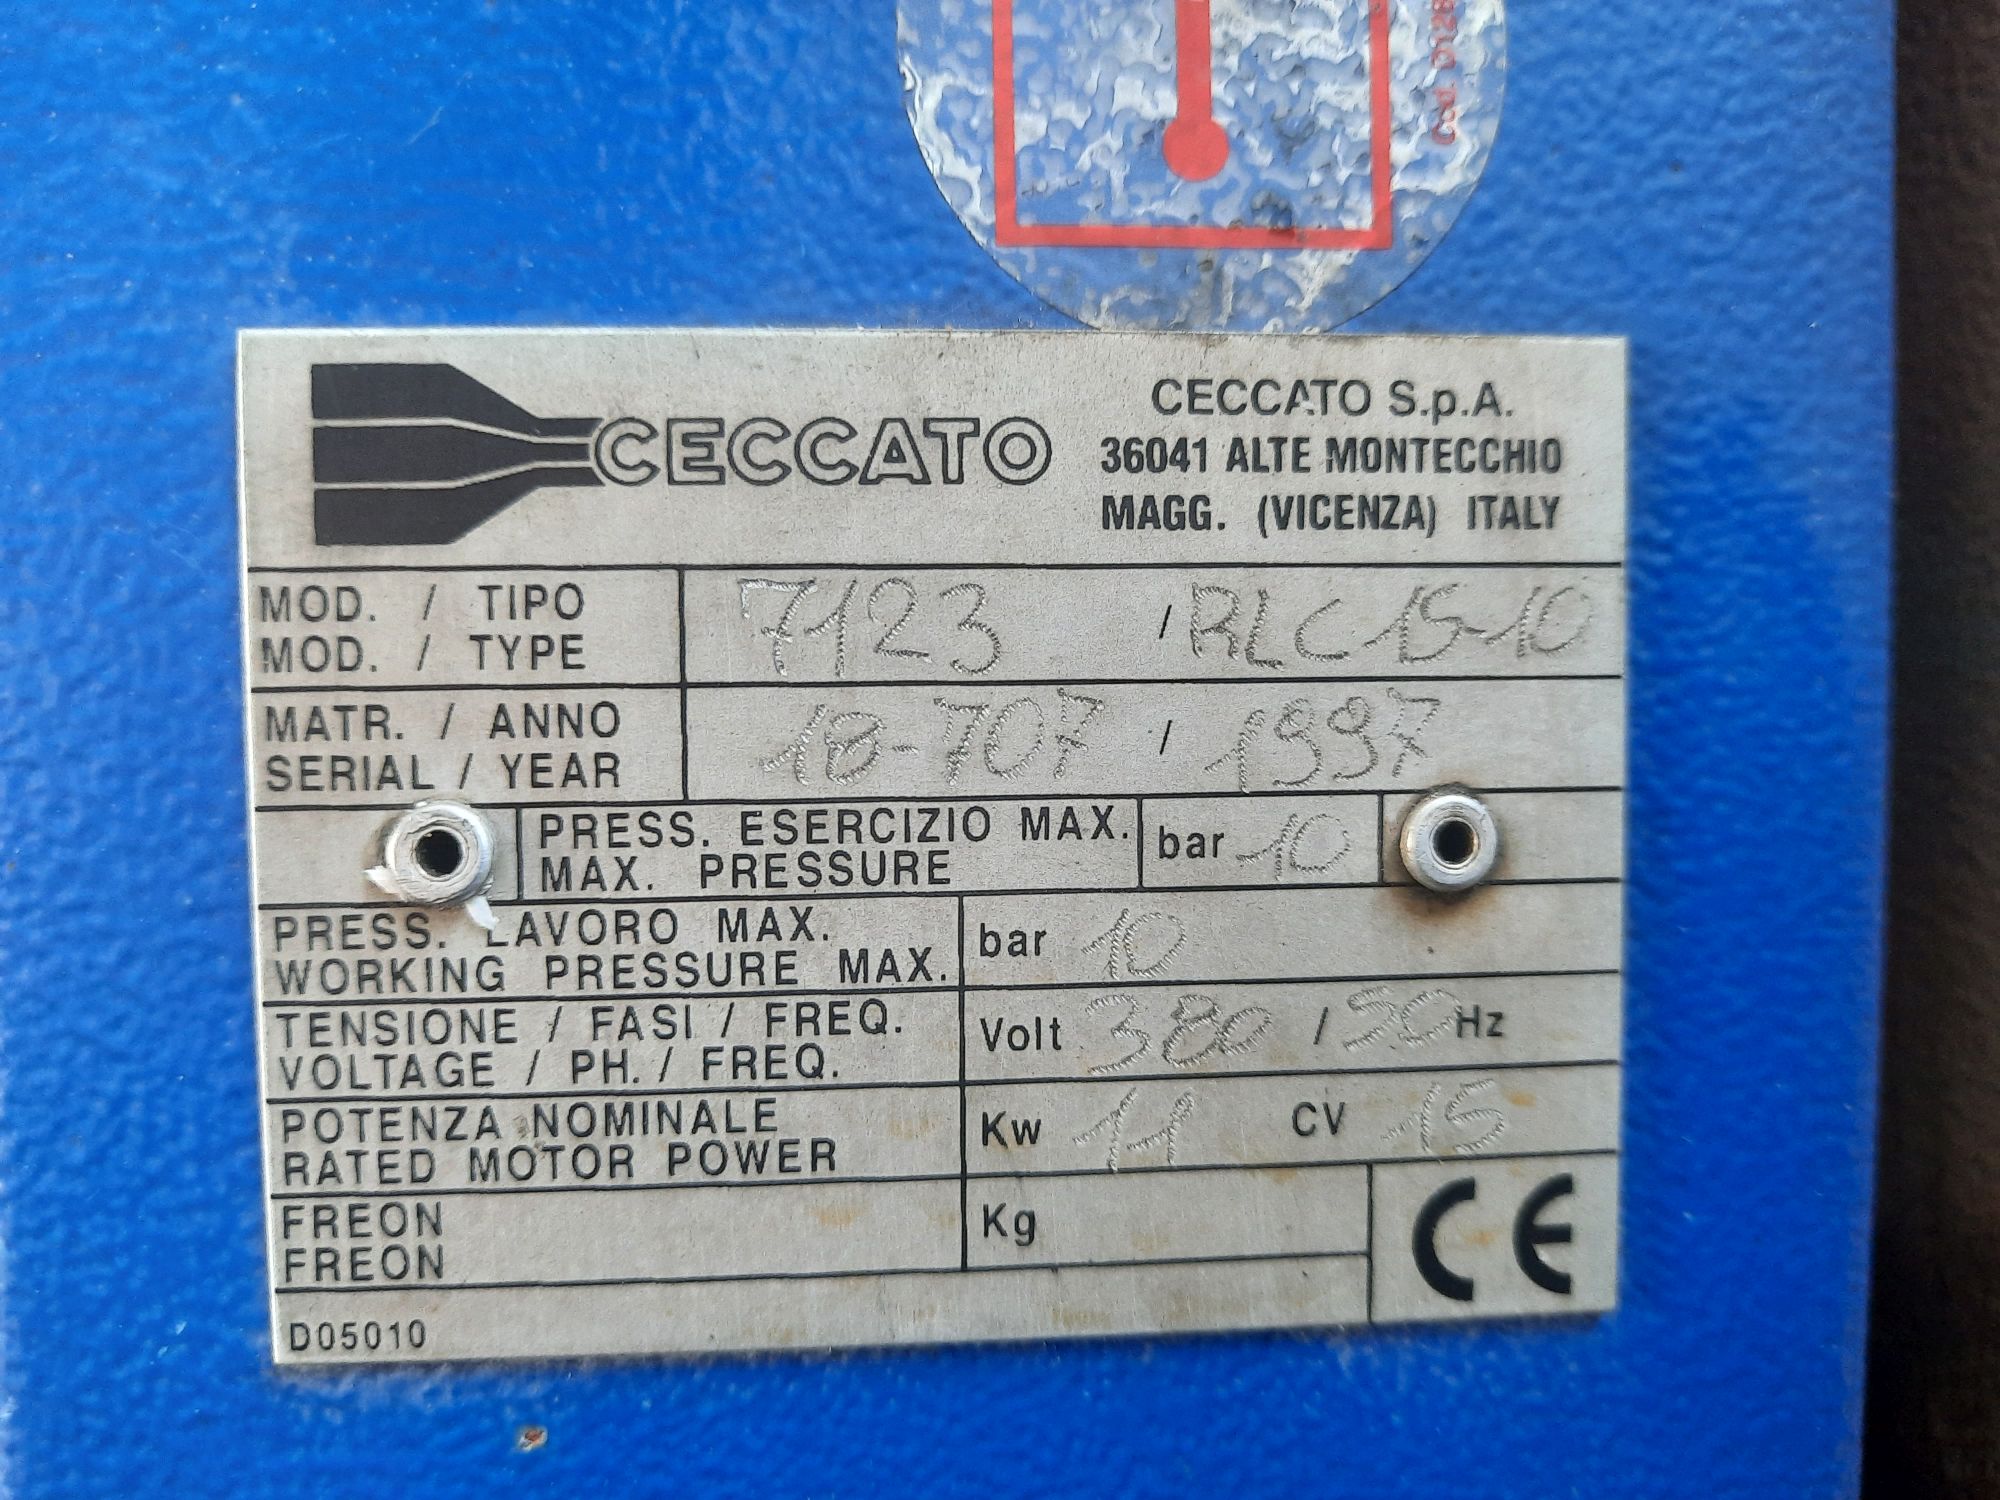 CECCATO
CECCATO S.p.A.
36041 ALTE MONTECCHIO
MAGG. (VICENZA) ITALY
MOD. / TIPO
MOD. / TYPE
7123 / RLC 15-10
MATR. / ANNO
SERIAL / YEAR
18-707 / 1997
PRESS. ESERCIZIO MAX.
MAX. PRESSURE
bar 10
PRESS. LAVORO MAX.
WORKING PRESSURE MAX.
bar 10
TENSIONE / FASI / FREQ.
VOLTAGE / PH. / FREQ.
Volt 380 / Hz
POTENZA NOMINALE
RATED MOTOR POWER
Kw 11 CV 15
FREON
FREON
Kg
CE
D05010